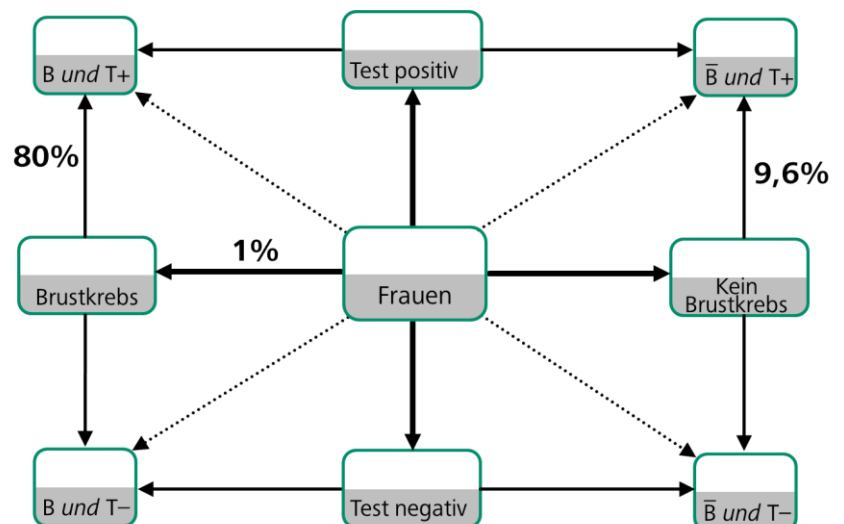 B und T+
Test positiv
B̅ und T+
80%
9,6%
1%
Brustkrebs
Frauen
Kein
Brustkrebs
B und T–
Test negativ
B̅ und T–